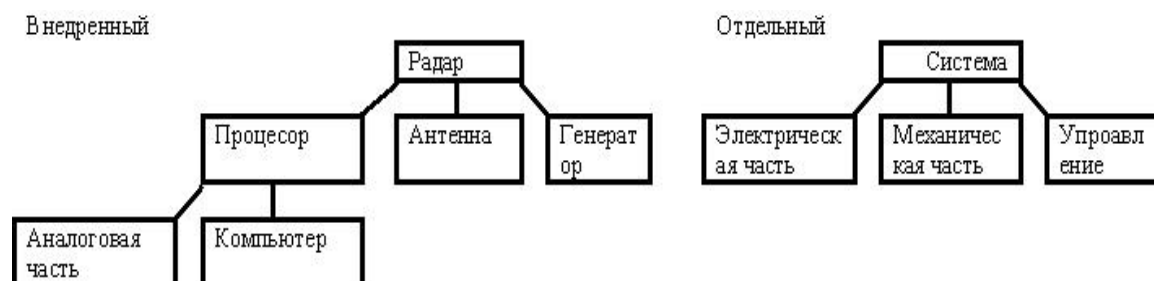 Внедренный
Отдельный
Радар
Система
Процесор
Антенна
Генерат
ор
Электрическ
ая часть
Механичес
кая часть
Упроавл
ение
Аналоговая
часть
Компьютер